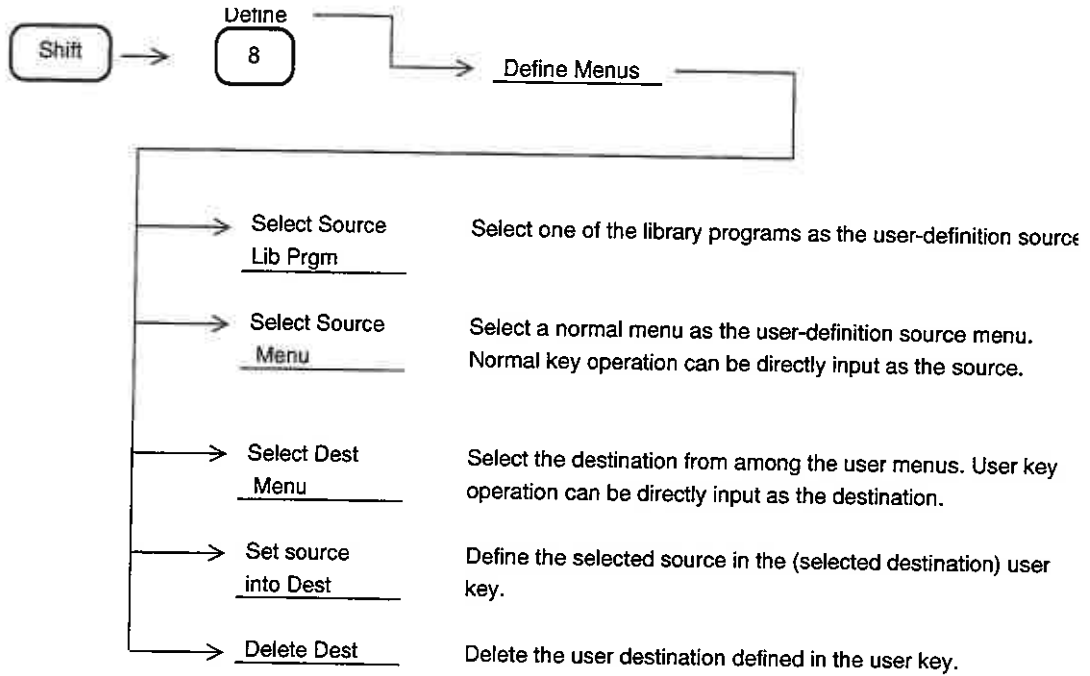 Define
Shift
8
Define Menus
Select Source
Lib Prgm
Select one of the library programs as the user-definition source
Select Source
Menu
Select a normal menu as the user-definition source menu.
Normal key operation can be directly input as the source.
Select Dest
Menu
Select the destination from among the user menus. User key
operation can be directly input as the destination.
Set source
into Dest
Define the selected source in the (selected destination) user
key.
Delete Dest
Delete the user destination defined in the user key.